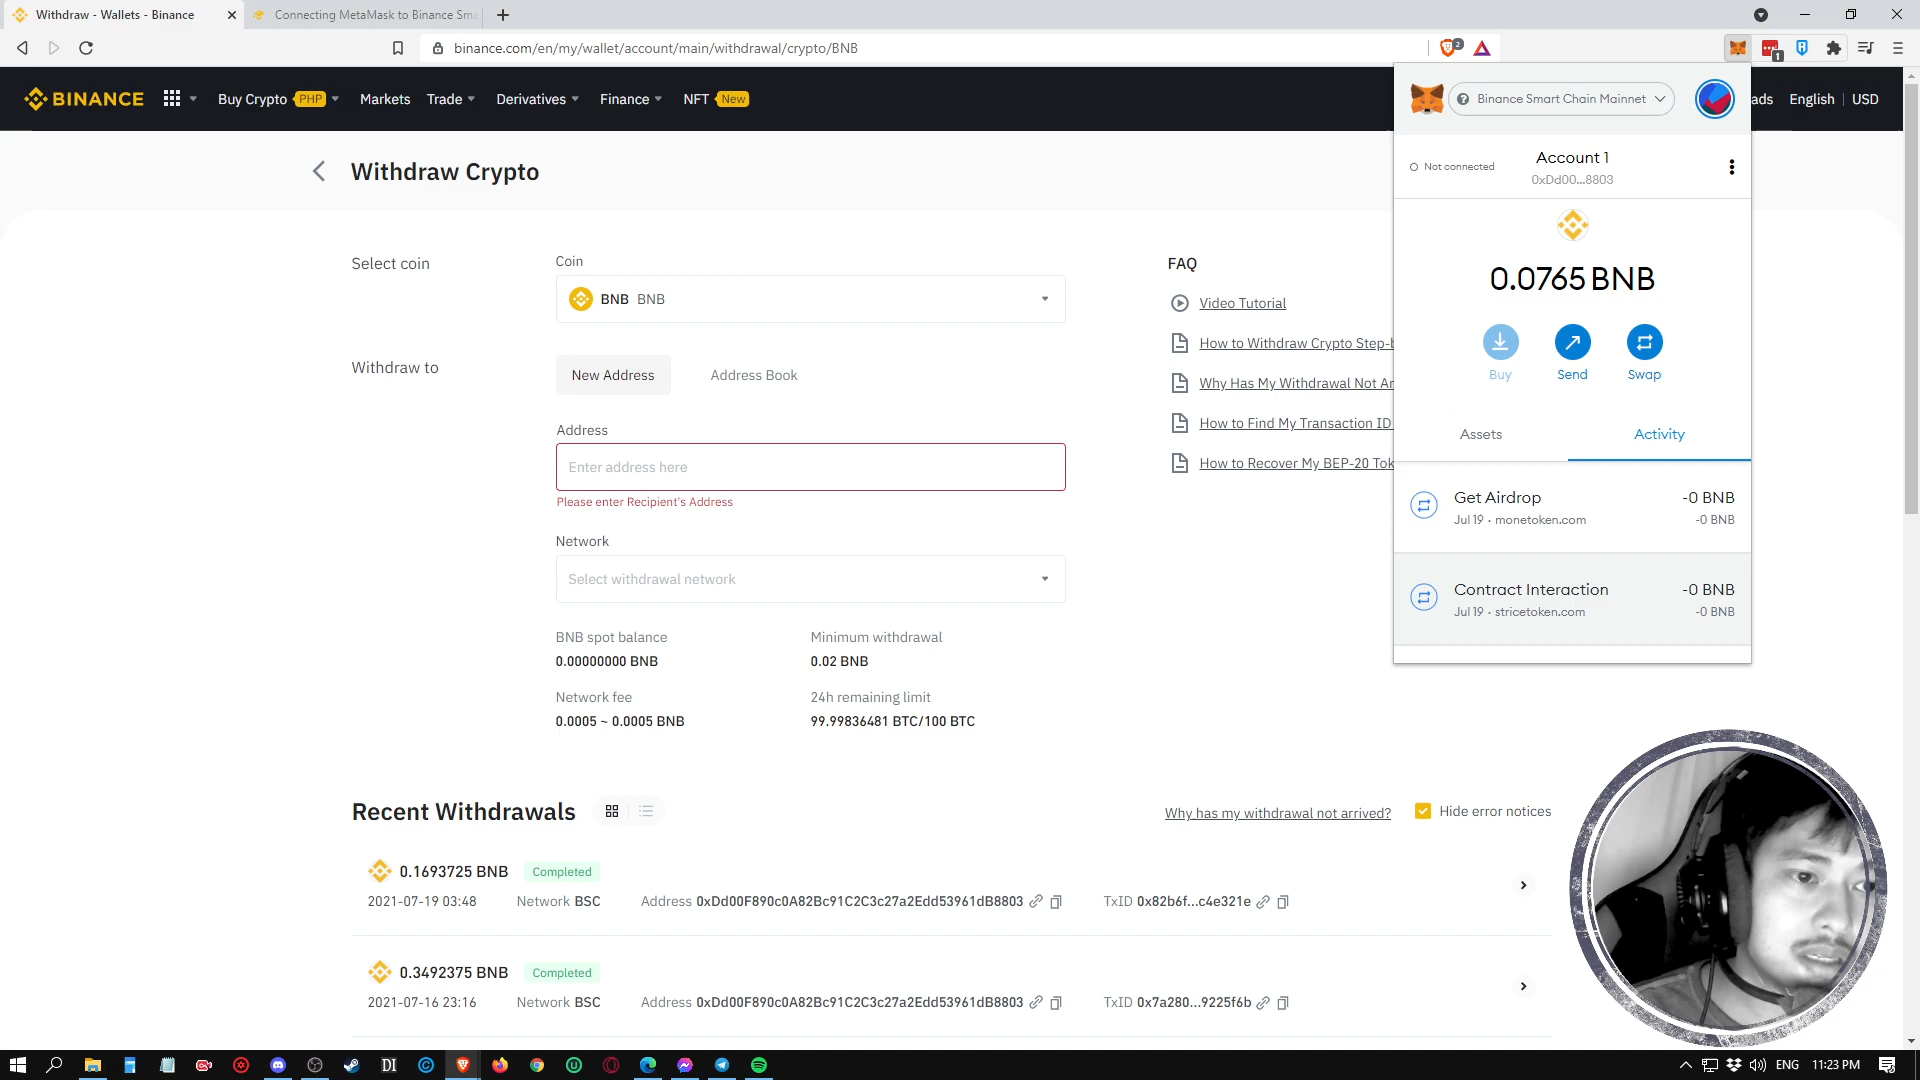 Withdraw - Wallets - Binance
Connecting MetaMask to Binance Sma
binance.com/en/my/wallet/account/main/withdrawal/crypto/BNB
2
1
BINANCE
Buy Crypto PHP
Markets
Trade
Derivatives
Finance
NFT New
ads
English
USD
Binance Smart Chain Mainnet
Not connected
Account 1
0xDd00...8803
0.0765 BNB
Buy
Send
Swap
Assets
Activity
Get Airdrop
-0 BNB
Jul 19 · monetoken.com
-0 BNB
Contract Interaction
-0 BNB
Jul 19 · stricetoken.com
-0 BNB
Withdraw Crypto
Select coin
Coin
BNB BNB
Withdraw to
New Address
Address Book
Address
Enter address here
Please enter Recipient's Address
Network
Select withdrawal network
BNB spot balance
0.00000000 BNB
Minimum withdrawal
0.02 BNB
Network fee
0.0005 ~ 0.0005 BNB
24h remaining limit
99.99836481 BTC/100 BTC
FAQ
Video Tutorial
How to Withdraw Crypto Step-b
Why Has My Withdrawal Not Ar
How to Find My Transaction ID
How to Recover My BEP-20 Tok
Recent Withdrawals
Why has my withdrawal not arrived?
Hide error notices
0.1693725 BNB
Completed
2021-07-19 03:48
Network BSC
Address 0xDd00F890c0A82Bc91C2C3c27a2Edd53961dB8803
TxID 0x82b6f...c4e321e
0.3492375 BNB
Completed
2021-07-16 23:16
Network BSC
Address 0xDd00F890c0A82Bc91C2C3c27a2Edd53961dB8803
TxID 0x7a280...9225f6b
DI
ENG
11:23 PM